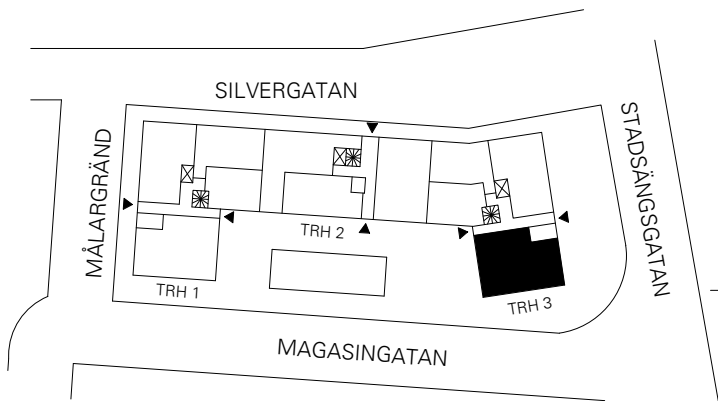 SILVERGATAN
STADSÄNGSGATAN
MÅLARGRÄND
TRH 2
TRH 1
TRH 3
MAGASINGATAN